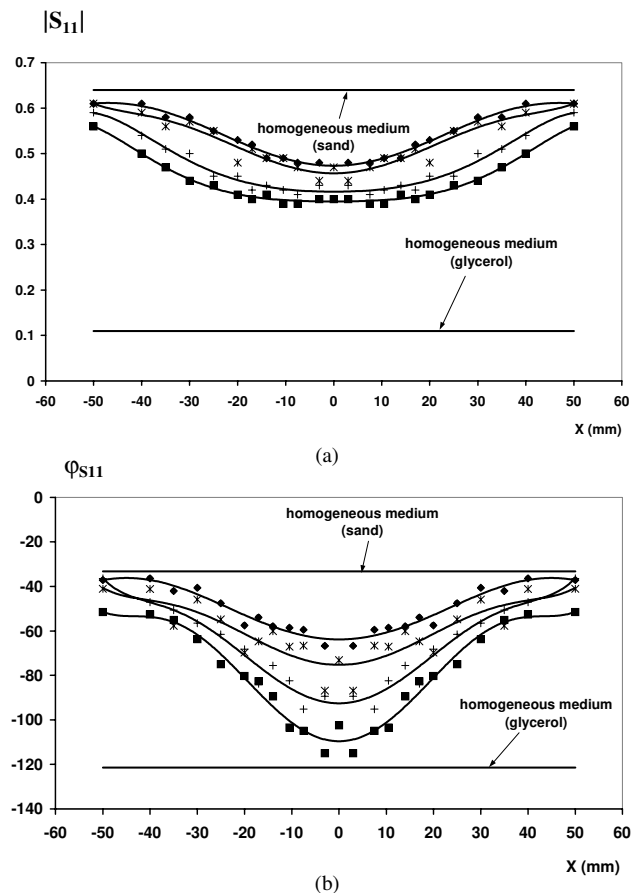 |S11|
0.7
0.6
0.5
0.4
0.3
0.2
0.1
0
homogeneous medium
(sand)
homogeneous medium
(glycerol)
-60 -50 -40 -30 -20 -10 0 10 20 30 40 50 60
X (mm)
(a)
φS11
0
-20
-40
-60
-80
-100
-120
-140
homogeneous medium
(sand)
homogeneous medium
(glycerol)
-60 -50 -40 -30 -20 -10 0 10 20 30 40 50 60
X (mm)
(b)